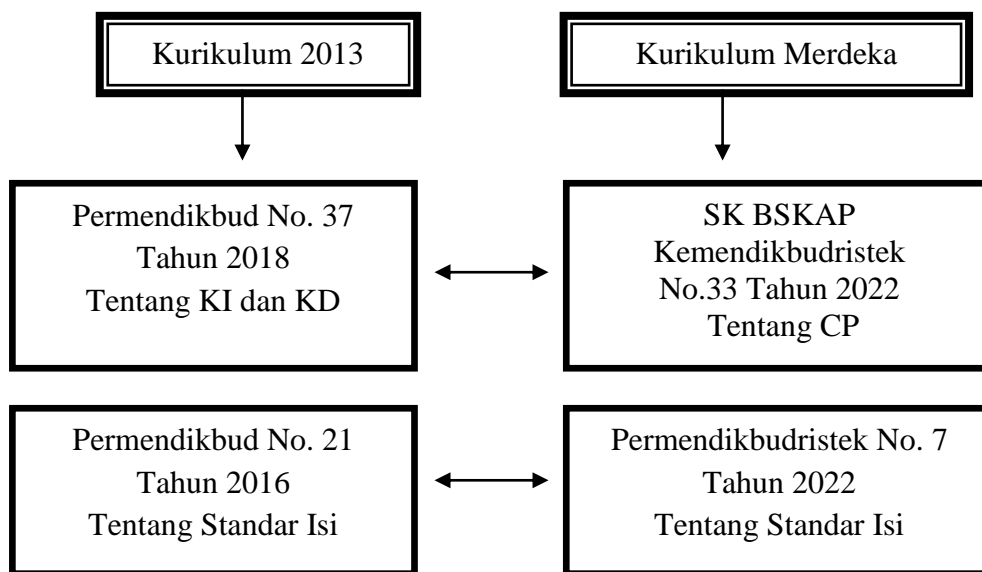 Kurikulum 2013
Kurikulum Merdeka
Permendikbud No. 37
Tahun 2018
Tentang KI dan KD
SK BSKAP
Kemendikbudristek
No.33 Tahun 2022
Tentang CP
Permendikbud No. 21
Tahun 2016
Tentang Standar Isi
Permendikbudristek No. 7
Tahun 2022
Tentang Standar Isi